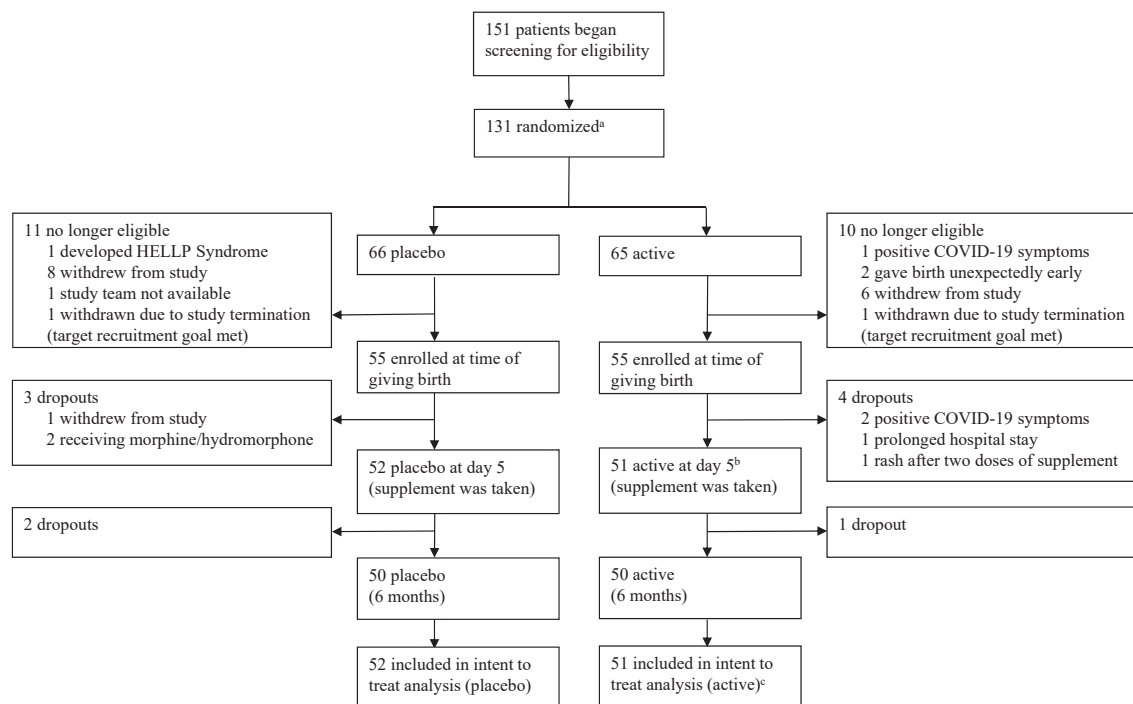 151 patients began
screening for eligibility
131 randomizedᵃ
11 no longer eligible
1 developed HELLP Syndrome
8 withdrew from study
1 study team not available
1 withdrawn due to study termination
(target recruitment goal met)
66 placebo
65 active
10 no longer eligible
1 positive COVID-19 symptoms
2 gave birth unexpectedly early
6 withdrew from study
1 withdrawn due to study termination
(target recruitment goal met)
55 enrolled at time of
giving birth
55 enrolled at time of
giving birth
3 dropouts
1 withdrew from study
2 receiving morphine/hydromorphone
4 dropouts
2 positive COVID-19 symptoms
1 prolonged hospital stay
1 rash after two doses of supplement
52 placebo at day 5
(supplement was taken)
51 active at day 5ᵇ
(supplement was taken)
2 dropouts
1 dropout
50 placebo
(6 months)
50 active
(6 months)
52 included in intent to
treat analysis (placebo)
51 included in intent to
treat analysis (active)ᶜ